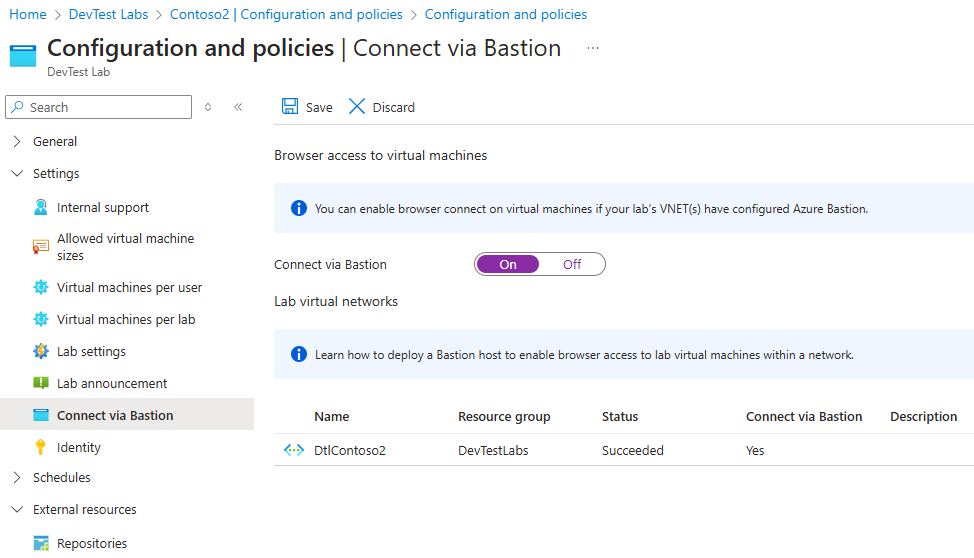 Home > DevTest Labs > Contoso2 | Configuration and policies > Configuration and policies
Configuration and policies | Connect via Bastion ...
DevTest Lab
Search
Save
Discard
General
Settings
Internal support
Allowed virtual machine
sizes
Virtual machines per user
Virtual machines per lab
Lab settings
Lab announcement
Connect via Bastion
Identity
Schedules
External resources
Repositories
Browser access to virtual machines
You can enable browser connect on virtual machines if your lab's VNET(s) have configured Azure Bastion.
Connect via Bastion On Off
Lab virtual networks
Learn how to deploy a Bastion host to enable browser access to lab virtual machines within a network.
Name Resource group Status Connect via Bastion Description
DtlContoso2 DevTestLabs Succeeded Yes